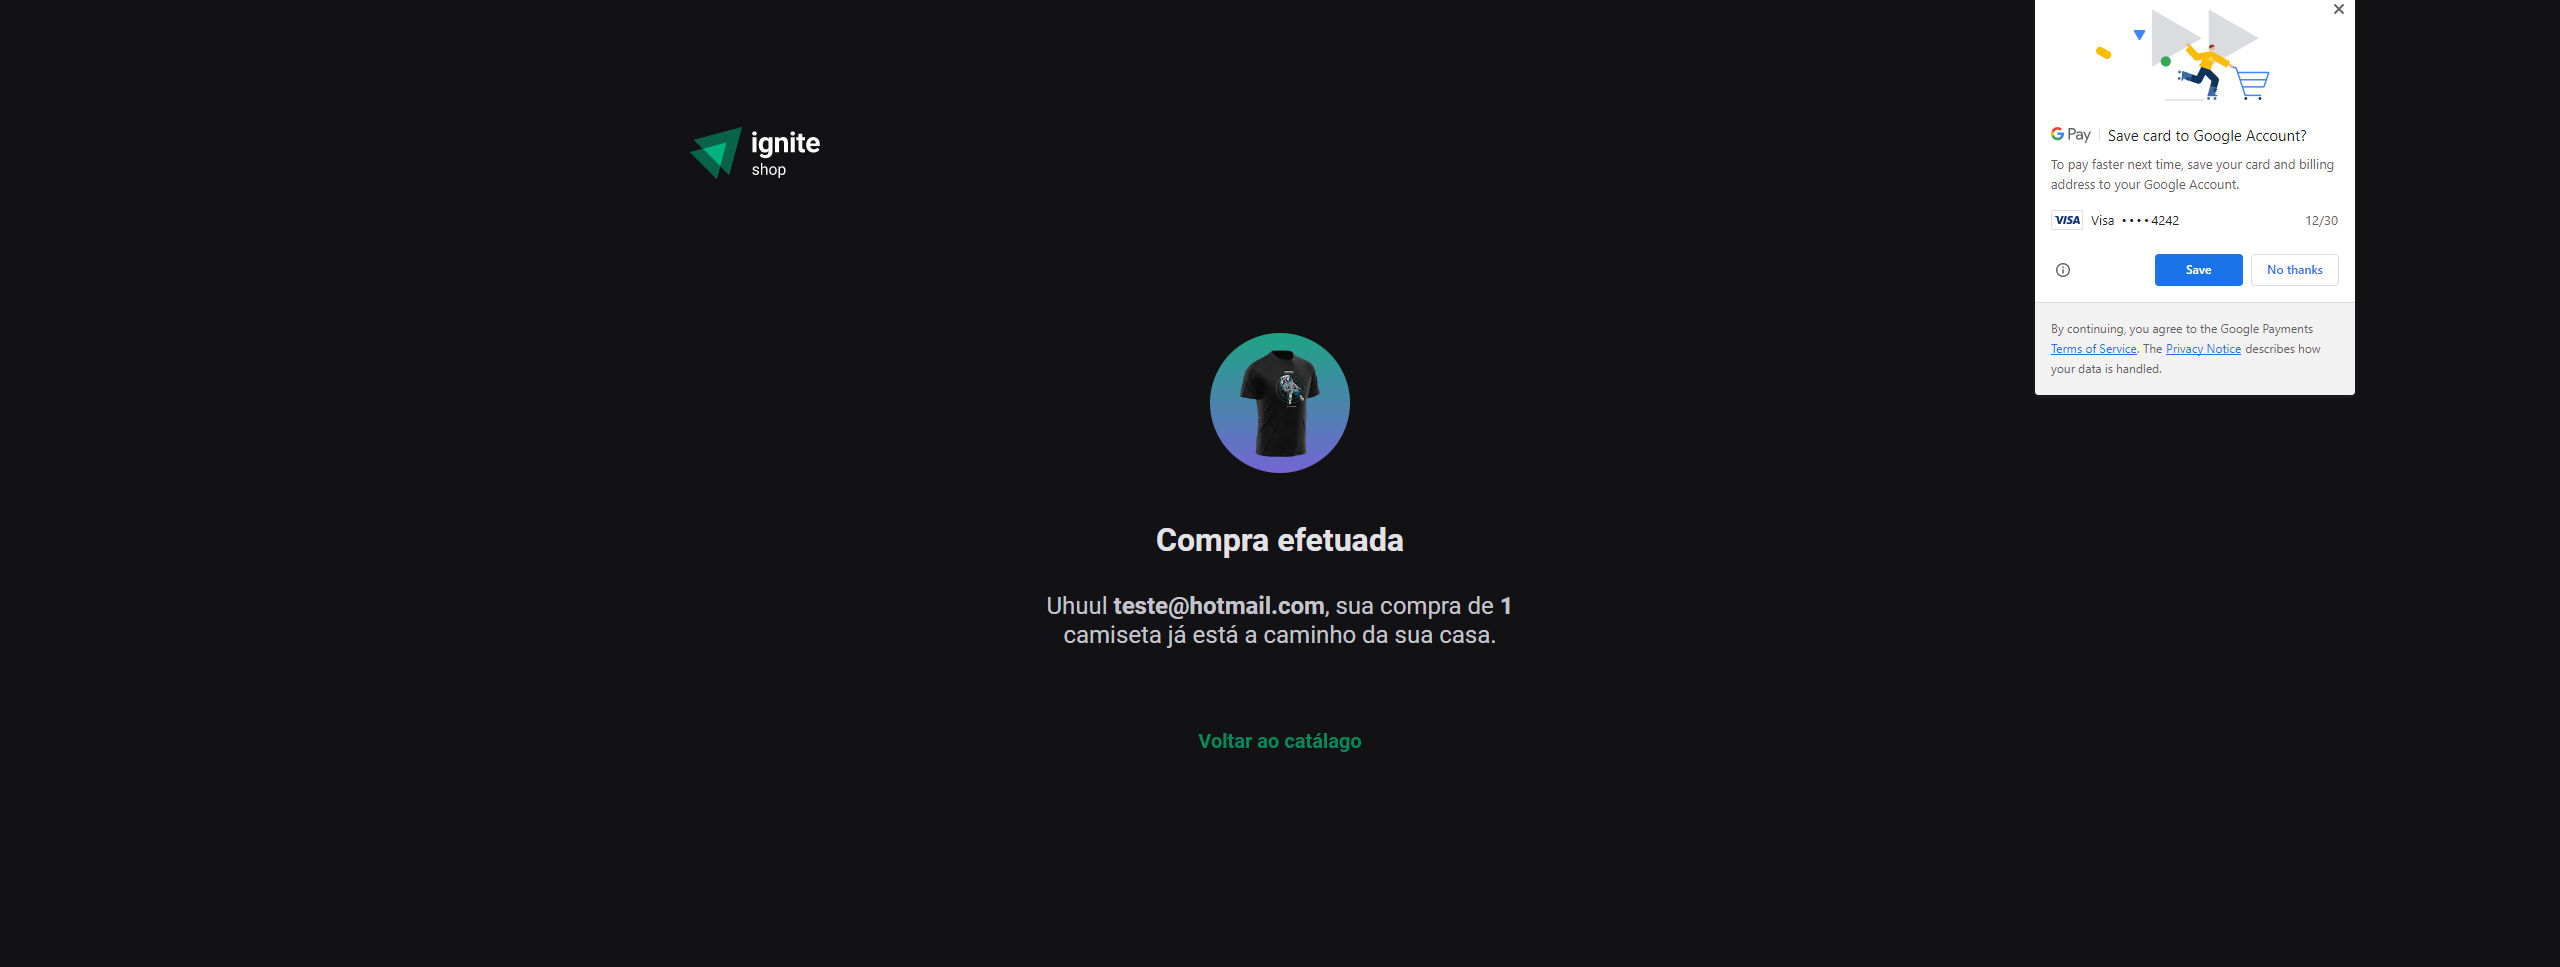 ignite
shop
Compra efetuada
Uhuul teste@hotmail.com, sua compra de 1
camiseta já está a caminho da sua casa.
Voltar ao catálago
G Pay | Save card to Google Account?
To pay faster next time, save your card and billing
address to your Google Account.
VISA Visa ••••4242 12/30
Save No thanks
By continuing, you agree to the Google Payments
Terms of Service. The Privacy Notice describes how
your data is handled.